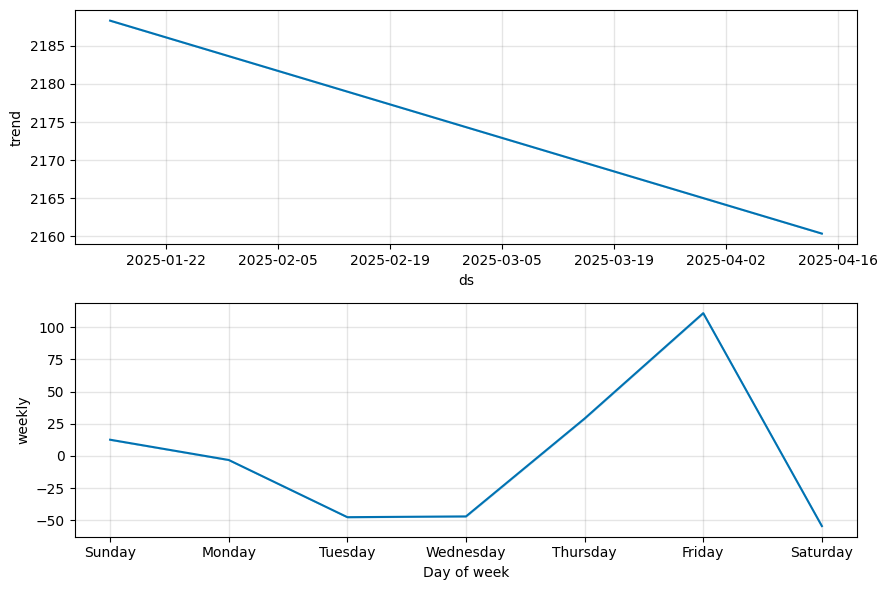 2185
2180
2175
2170
2165
2160
trend
2025-01-22 2025-02-05 2025-02-19 2025-03-05 2025-03-19 2025-04-02 2025-04-16
ds
100
75
50
25
0
−25
−50
weekly
Sunday Monday Tuesday Wednesday Thursday Friday Saturday
Day of week